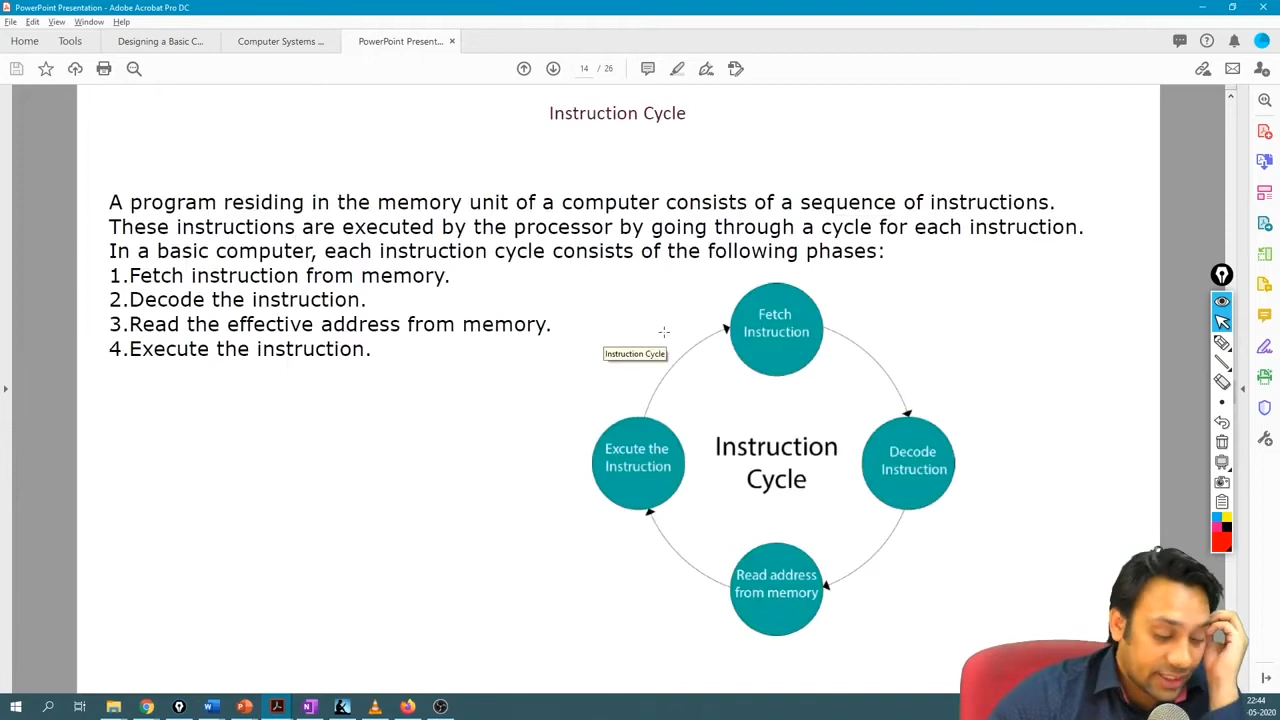 PowerPoint Presentation - Adobe Acrobat Pro DC
File Edit View Window Help
Home Tools Designing a Basic C... Computer Systems ... PowerPoint Present... ×
14 / 26
Instruction Cycle
A program residing in the memory unit of a computer consists of a sequence of instructions.
These instructions are executed by the processor by going through a cycle for each instruction.
In a basic computer, each instruction cycle consists of the following phases:
1.Fetch instruction from memory.
2.Decode the instruction.
3.Read the effective address from memory.
4.Execute the instruction.
Fetch
Instruction
Instruction Cycle
Excute the
Instruction
Instruction
Cycle
Decode
Instruction
Read address
from memory
22:44
-05-2020